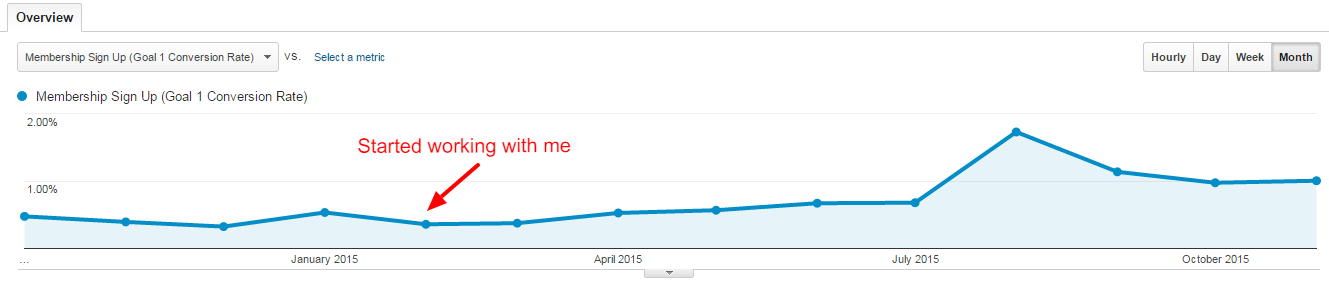 Overview
Membership Sign Up (Goal 1 Conversion Rate) VS. Select a metric Hourly Day Week Month
Membership Sign Up (Goal 1 Conversion Rate)
2.00%
Started working with me
1.00%
... January 2015 April 2015 July 2015 October 2015